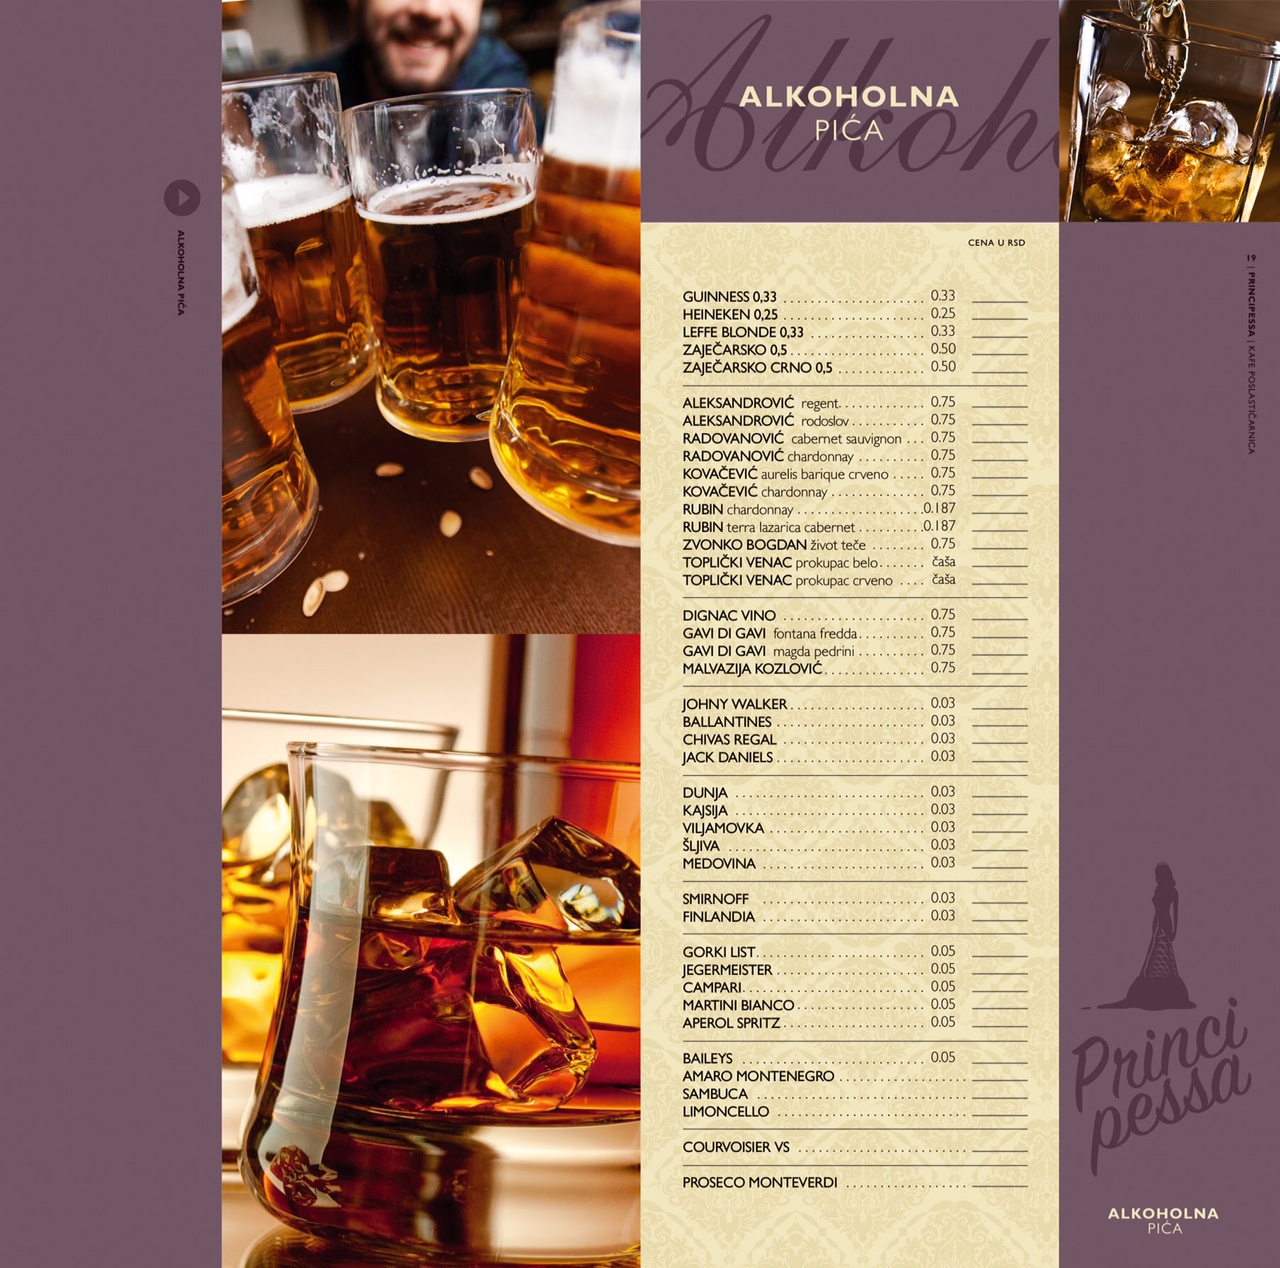 Alkoh
ALKOHOLNA
PIĆA
ALKOHOLNA PIĆA
CENA U RSD
GUINNESS 0,33 0.33
HEINEKEN 0,25 0.25
LEFFE BLONDE 0,33 0.33
ZAJEČARSKO 0,5 0.50
ZAJEČARSKO CRNO 0,5 0.50
ALEKSANDROVIĆ regent 0.75
ALEKSANDROVIĆ rodoslov 0.75
RADOVANOVIĆ cabernet sauvignon 0.75
RADOVANOVIĆ chardonnay 0.75
KOVAČEVIĆ aurelis barique crveno 0.75
KOVAČEVIĆ chardonnay 0.75
RUBIN chardonnay 0.187
RUBIN terra lazarica cabernet 0.187
ZVONKO BOGDAN život teče 0.75
TOPLIČKI VENAC prokupac belo čaša
TOPLIČKI VENAC prokupac crveno čaša
DIGNAC VINO 0.75
GAVI DI GAVI fontana fredda 0.75
GAVI DI GAVI magda pedrini 0.75
MALVAZIJA KOZLOVIĆ 0.75
JOHNY WALKER 0.03
BALLANTINES 0.03
CHIVAS REGAL 0.03
JACK DANIELS 0.03
DUNJA 0.03
KAJSIJA 0.03
VILJAMOVKA 0.03
ŠLJIVA 0.03
MEDOVINA 0.03
SMIRNOFF 0.03
FINLANDIA 0.03
GORKI LIST 0.05
JEGERMEISTER 0.05
CAMPARI 0.05
MARTINI BIANCO 0.05
APEROL SPRITZ 0.05
BAILEYS 0.05
AMARO MONTENEGRO
SAMBUCA
LIMONCELLO
COURVOISIER VS
PROSECO MONTEVERDI
19 | PRINCIPESSA | KAFE POSLASTIČARNICA
Princi
pessa
ALKOHOLNA
PIĆA